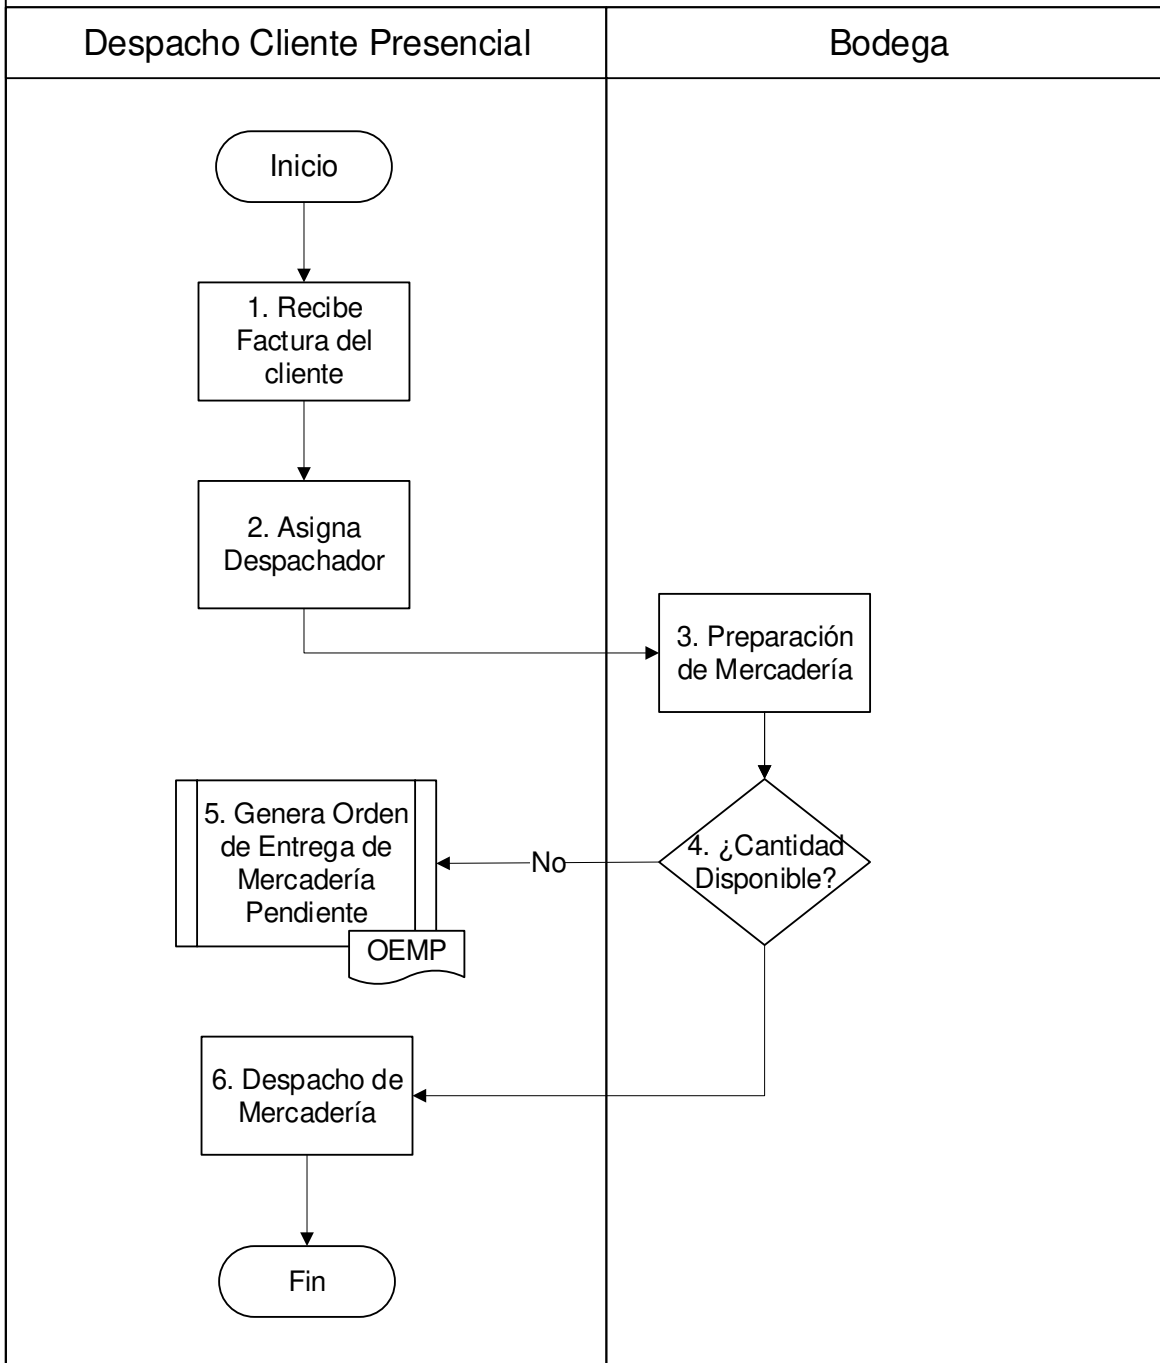 Despacho Cliente Presencial
Bodega
Inicio
1. Recibe
Factura del
cliente
2. Asigna
Despachador
3. Preparación
de Mercadería
4. ¿Cantidad
Disponible?
No
5. Genera Orden
de Entrega de
Mercadería
Pendiente
OEMP
6. Despacho de
Mercadería
Fin